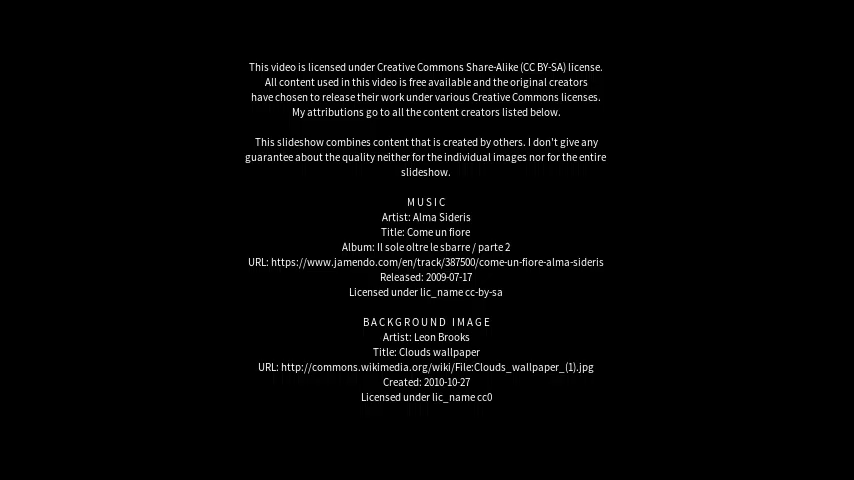 This video is licensed under Creative Commons Share-Alike (CC BY-SA) license.
All content used in this video is free available and the original creators
have chosen to release their work under various Creative Commons licenses.
My attributions go to all the content creators listed below.
This slideshow combines content that is created by others. I don't give any
guarantee about the quality neither for the individual images nor for the entire
slideshow.
MUSIC
Artist: Alma Sideris
Title: Come un fiore
Album: Il sole oltre le sbarre / parte 2
URL: https://www.jamendo.com/en/track/387500/come-un-fiore-alma-sideris
Released: 2009-07-17
Licensed under lic_name cc-by-sa
BACKGROUND IMAGE
Artist: Leon Brooks
Title: Clouds wallpaper
URL: http://commons.wikimedia.org/wiki/File:Clouds_wallpaper_(1).jpg
Created: 2010-10-27
Licensed under lic_name cc0